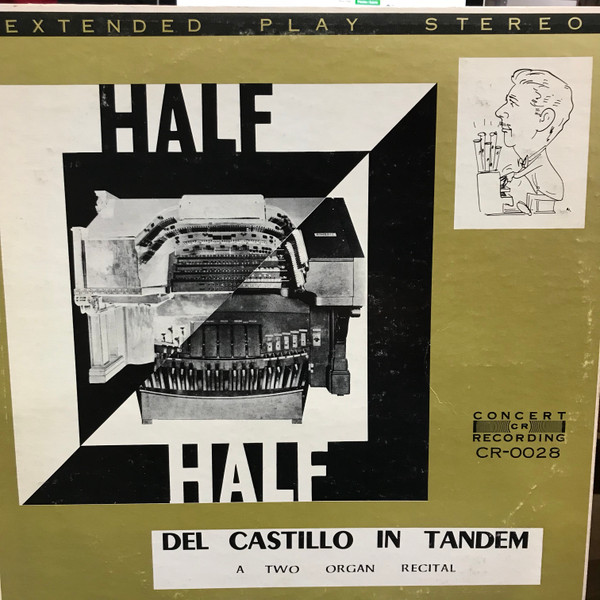 EXTENDED PLAY STEREO
HALF
HALF
CONCERT
CR
RECORDING
CR-0028
DEL CASTILLO IN TANDEM
A TWO ORGAN RECITAL